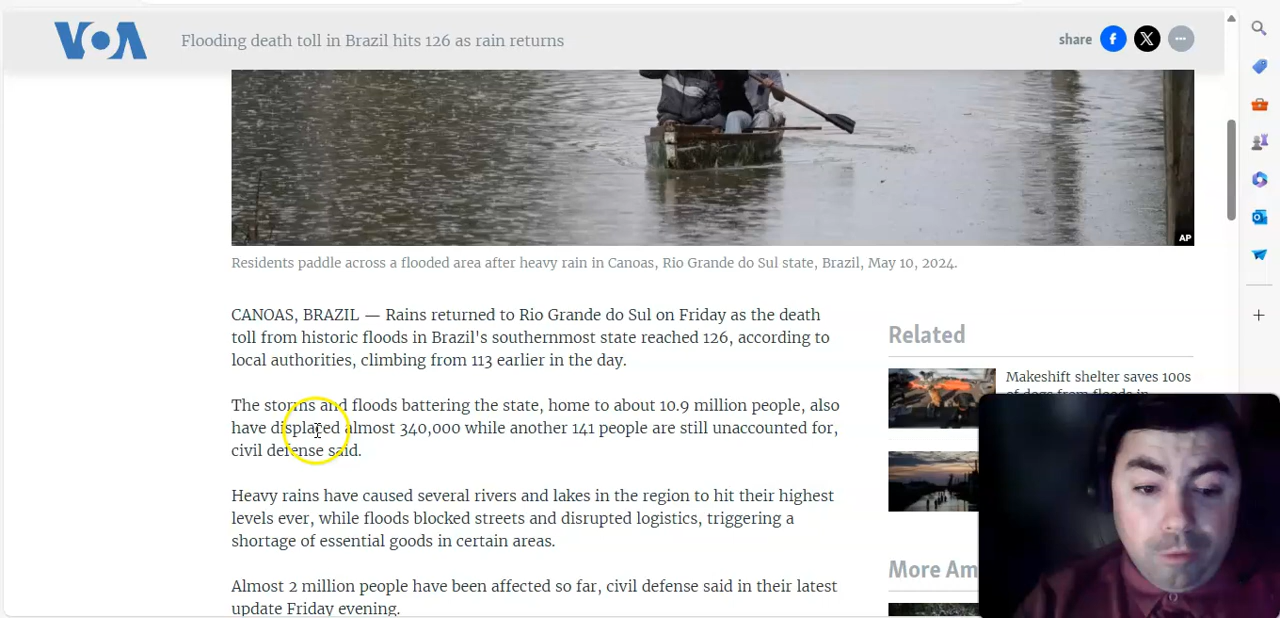 VOA
Flooding death toll in Brazil hits 126 as rain returns
share
AP
Residents paddle across a flooded area after heavy rain in Canoas, Rio Grande do Sul state, Brazil, May 10, 2024.
CANOAS, BRAZIL — Rains returned to Rio Grande do Sul on Friday as the death
toll from historic floods in Brazil's southernmost state reached 126, according to
local authorities, climbing from 113 earlier in the day.
The storms and floods battering the state, home to about 10.9 million people, also
have displaced almost 340,000 while another 141 people are still unaccounted for,
civil defense said.
Heavy rains have caused several rivers and lakes in the region to hit their highest
levels ever, while floods blocked streets and disrupted logistics, triggering a
shortage of essential goods in certain areas.
Almost 2 million people have been affected so far, civil defense said in their latest
update Friday evening.
Related
Makeshift shelter saves 100s
More Am